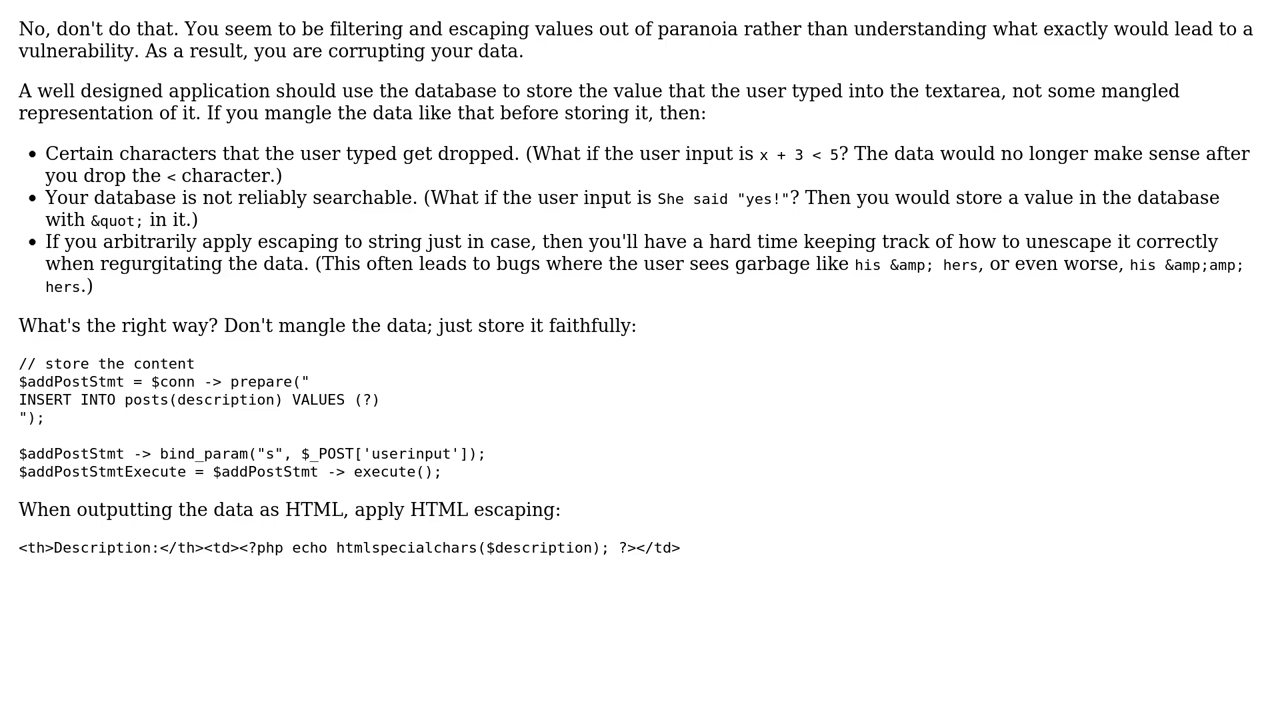 No, don't do that. You seem to be filtering and escaping values out of paranoia rather than understanding what exactly would lead to a
vulnerability. As a result, you are corrupting your data.
A well designed application should use the database to store the value that the user typed into the textarea, not some mangled
representation of it. If you mangle the data like that before storing it, then:
• Certain characters that the user typed get dropped. (What if the user input is x + 3 < 5? The data would no longer make sense after
you drop the < character.)
• Your database is not reliably searchable. (What if the user input is She said "yes!"? Then you would store a value in the database
with &quot; in it.)
• If you arbitrarily apply escaping to string just in case, then you'll have a hard time keeping track of how to unescape it correctly
when regurgitating the data. (This often leads to bugs where the user sees garbage like his &amp; hers, or even worse, his &amp;amp;
hers.)
What's the right way? Don't mangle the data; just store it faithfully:
// store the content
$addPostStmt = $conn -> prepare("
INSERT INTO posts(description) VALUES (?)
");
$addPostStmt -> bind_param("s", $_POST['userinput']);
$addPostStmtExecute = $addPostStmt -> execute();
When outputting the data as HTML, apply HTML escaping:
<th>Description:</th><td><?php echo htmlspecialchars($description); ?></td>